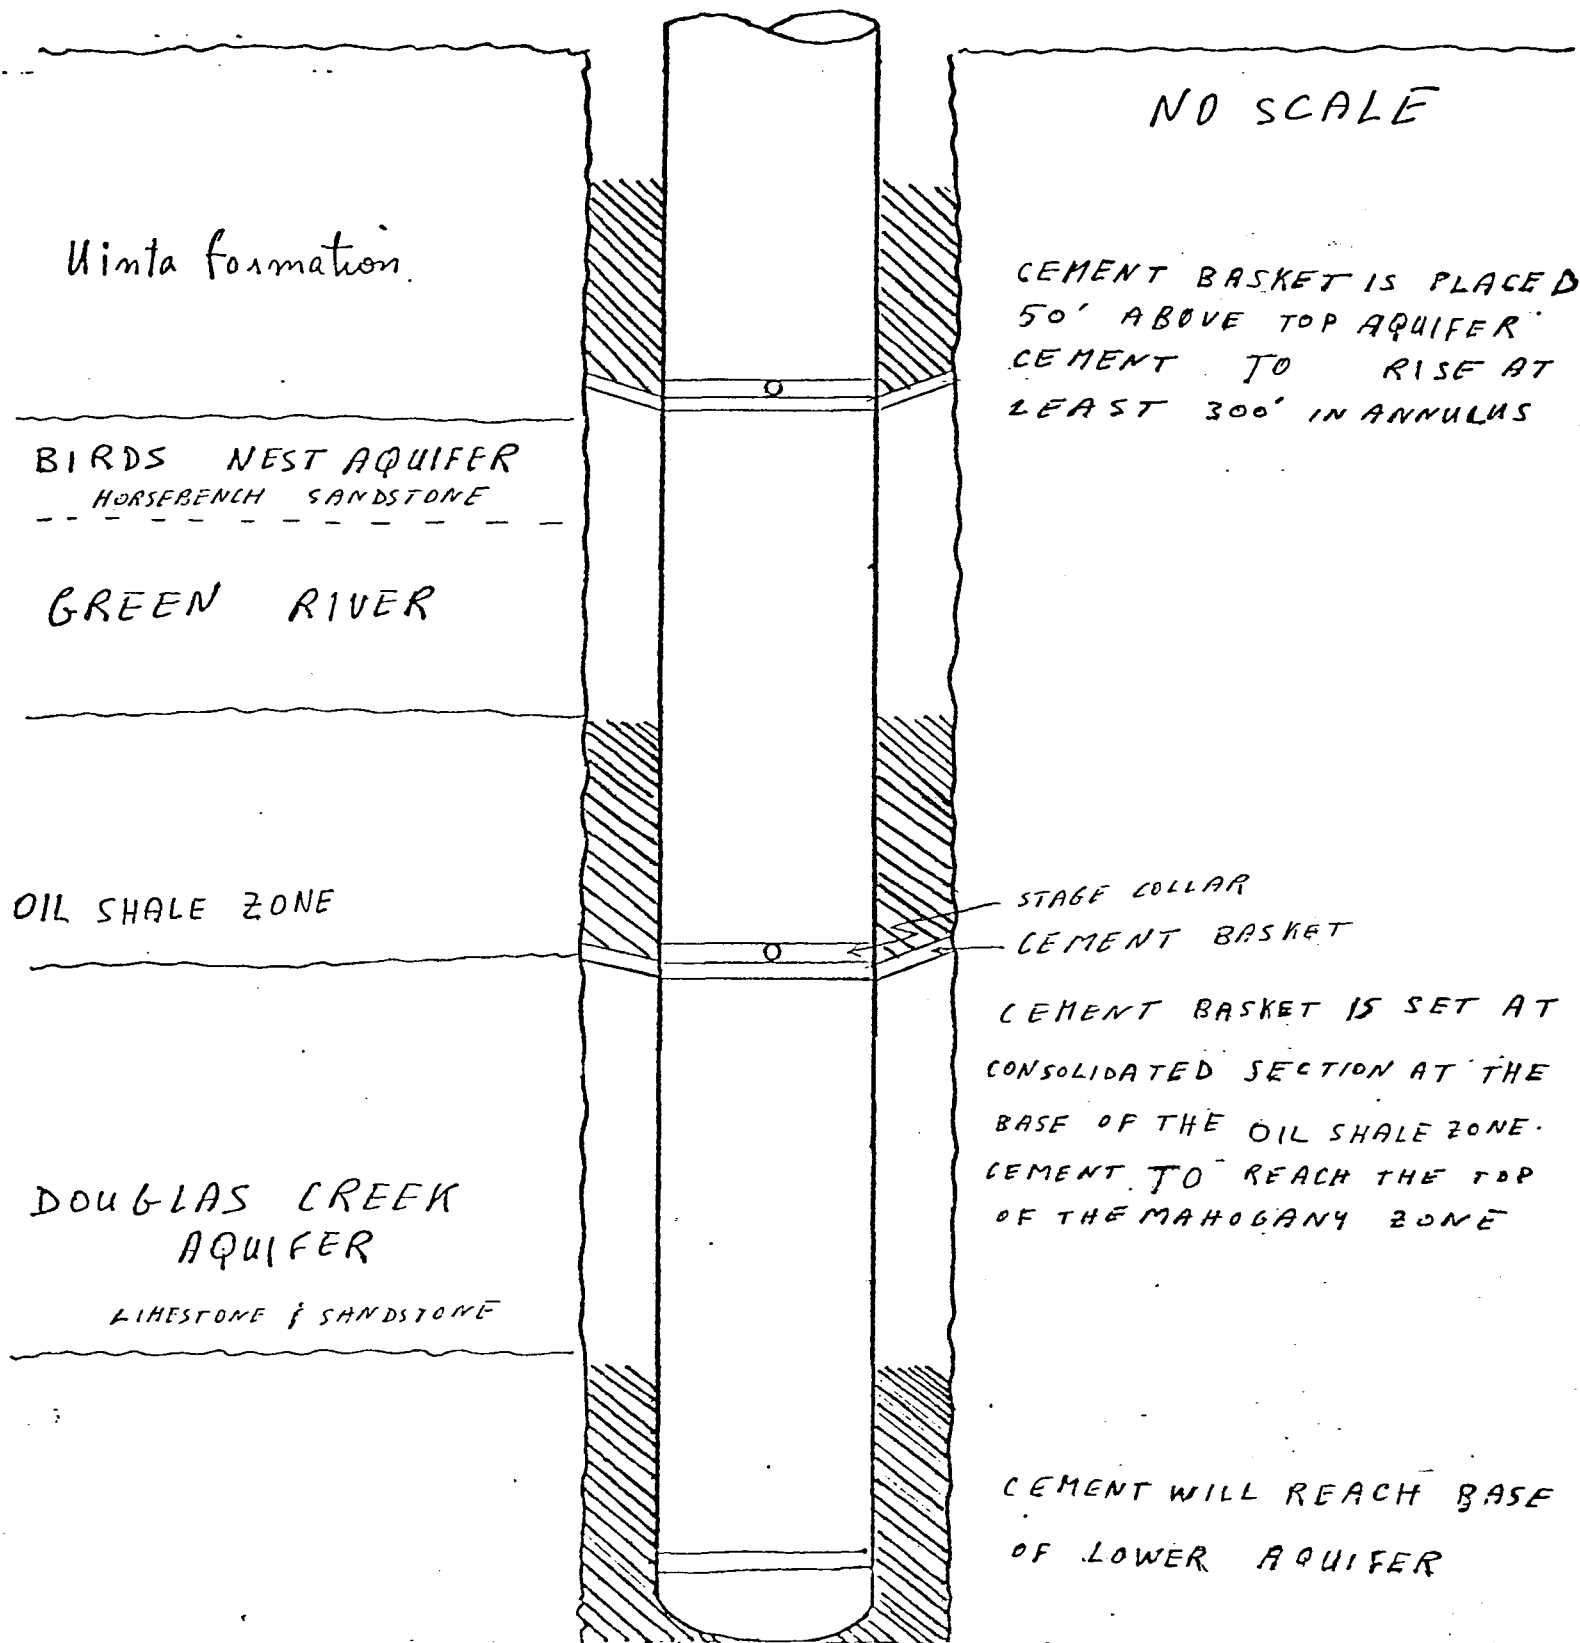 NO SCALE
Uinta formation.
CEMENT BASKET IS PLACED
50' ABOVE TOP AQUIFER
CEMENT TO RISE AT
LEAST 300' IN ANNULUS
BIRDS NEST AQUIFER
HORSEBENCH SANDSTONE
GREEN RIVER
OIL SHALE ZONE
STAGE COLLAR
CEMENT BASKET
CEMENT BASKET IS SET AT
CONSOLIDATED SECTION AT THE
BASE OF THE OIL SHALE ZONE.
CEMENT TO REACH THE TOP
OF THE MAHOGANY ZONE
DOUGLAS CREEK
AQUIFER
LIMESTONE & SANDSTONE
CEMENT WILL REACH BASE
OF LOWER AQUIFER